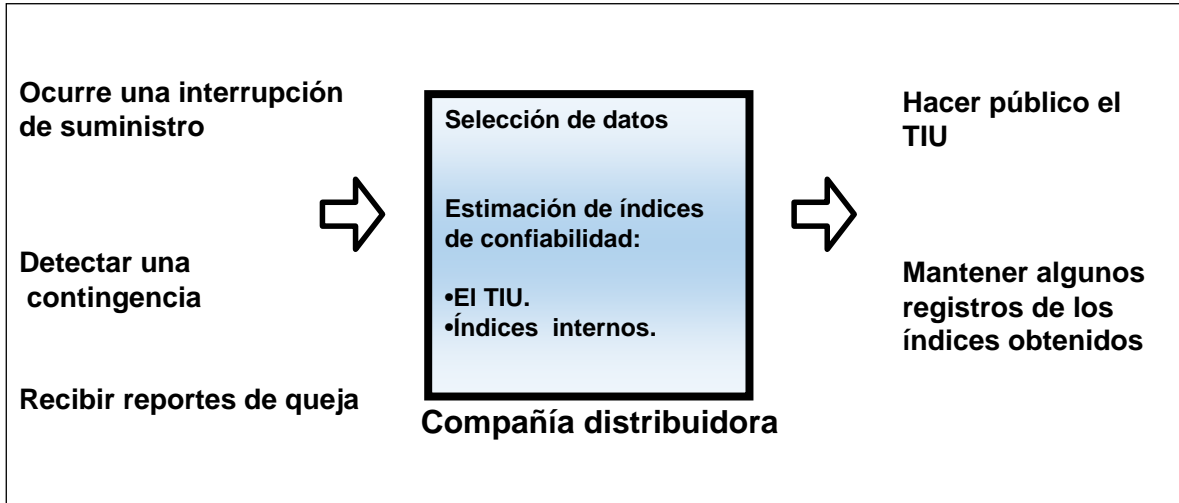 Ocurre una interrupción
de suministro
Detectar una
contingencia
Recibir reportes de queja
Selección de datos
Estimación de índices
de confiabilidad:
•El TIU.
•Índices internos.
Compañía distribuidora
Hacer público el
TIU
Mantener algunos
registros de los
índices obtenidos